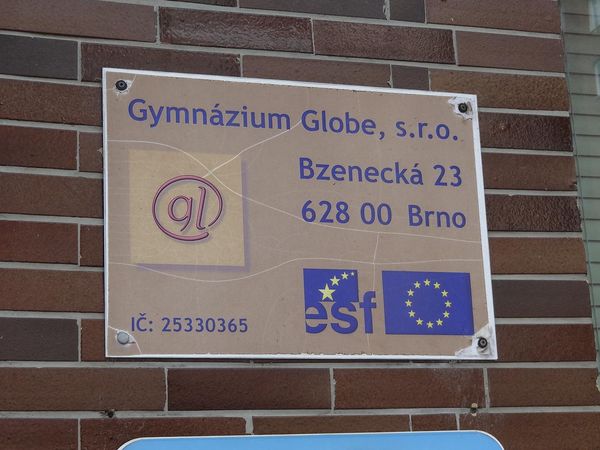 Gymnázium Globe, s.r.o.
Bzenecká 23
628 00 Brno
gl
esf
IČ: 25330365